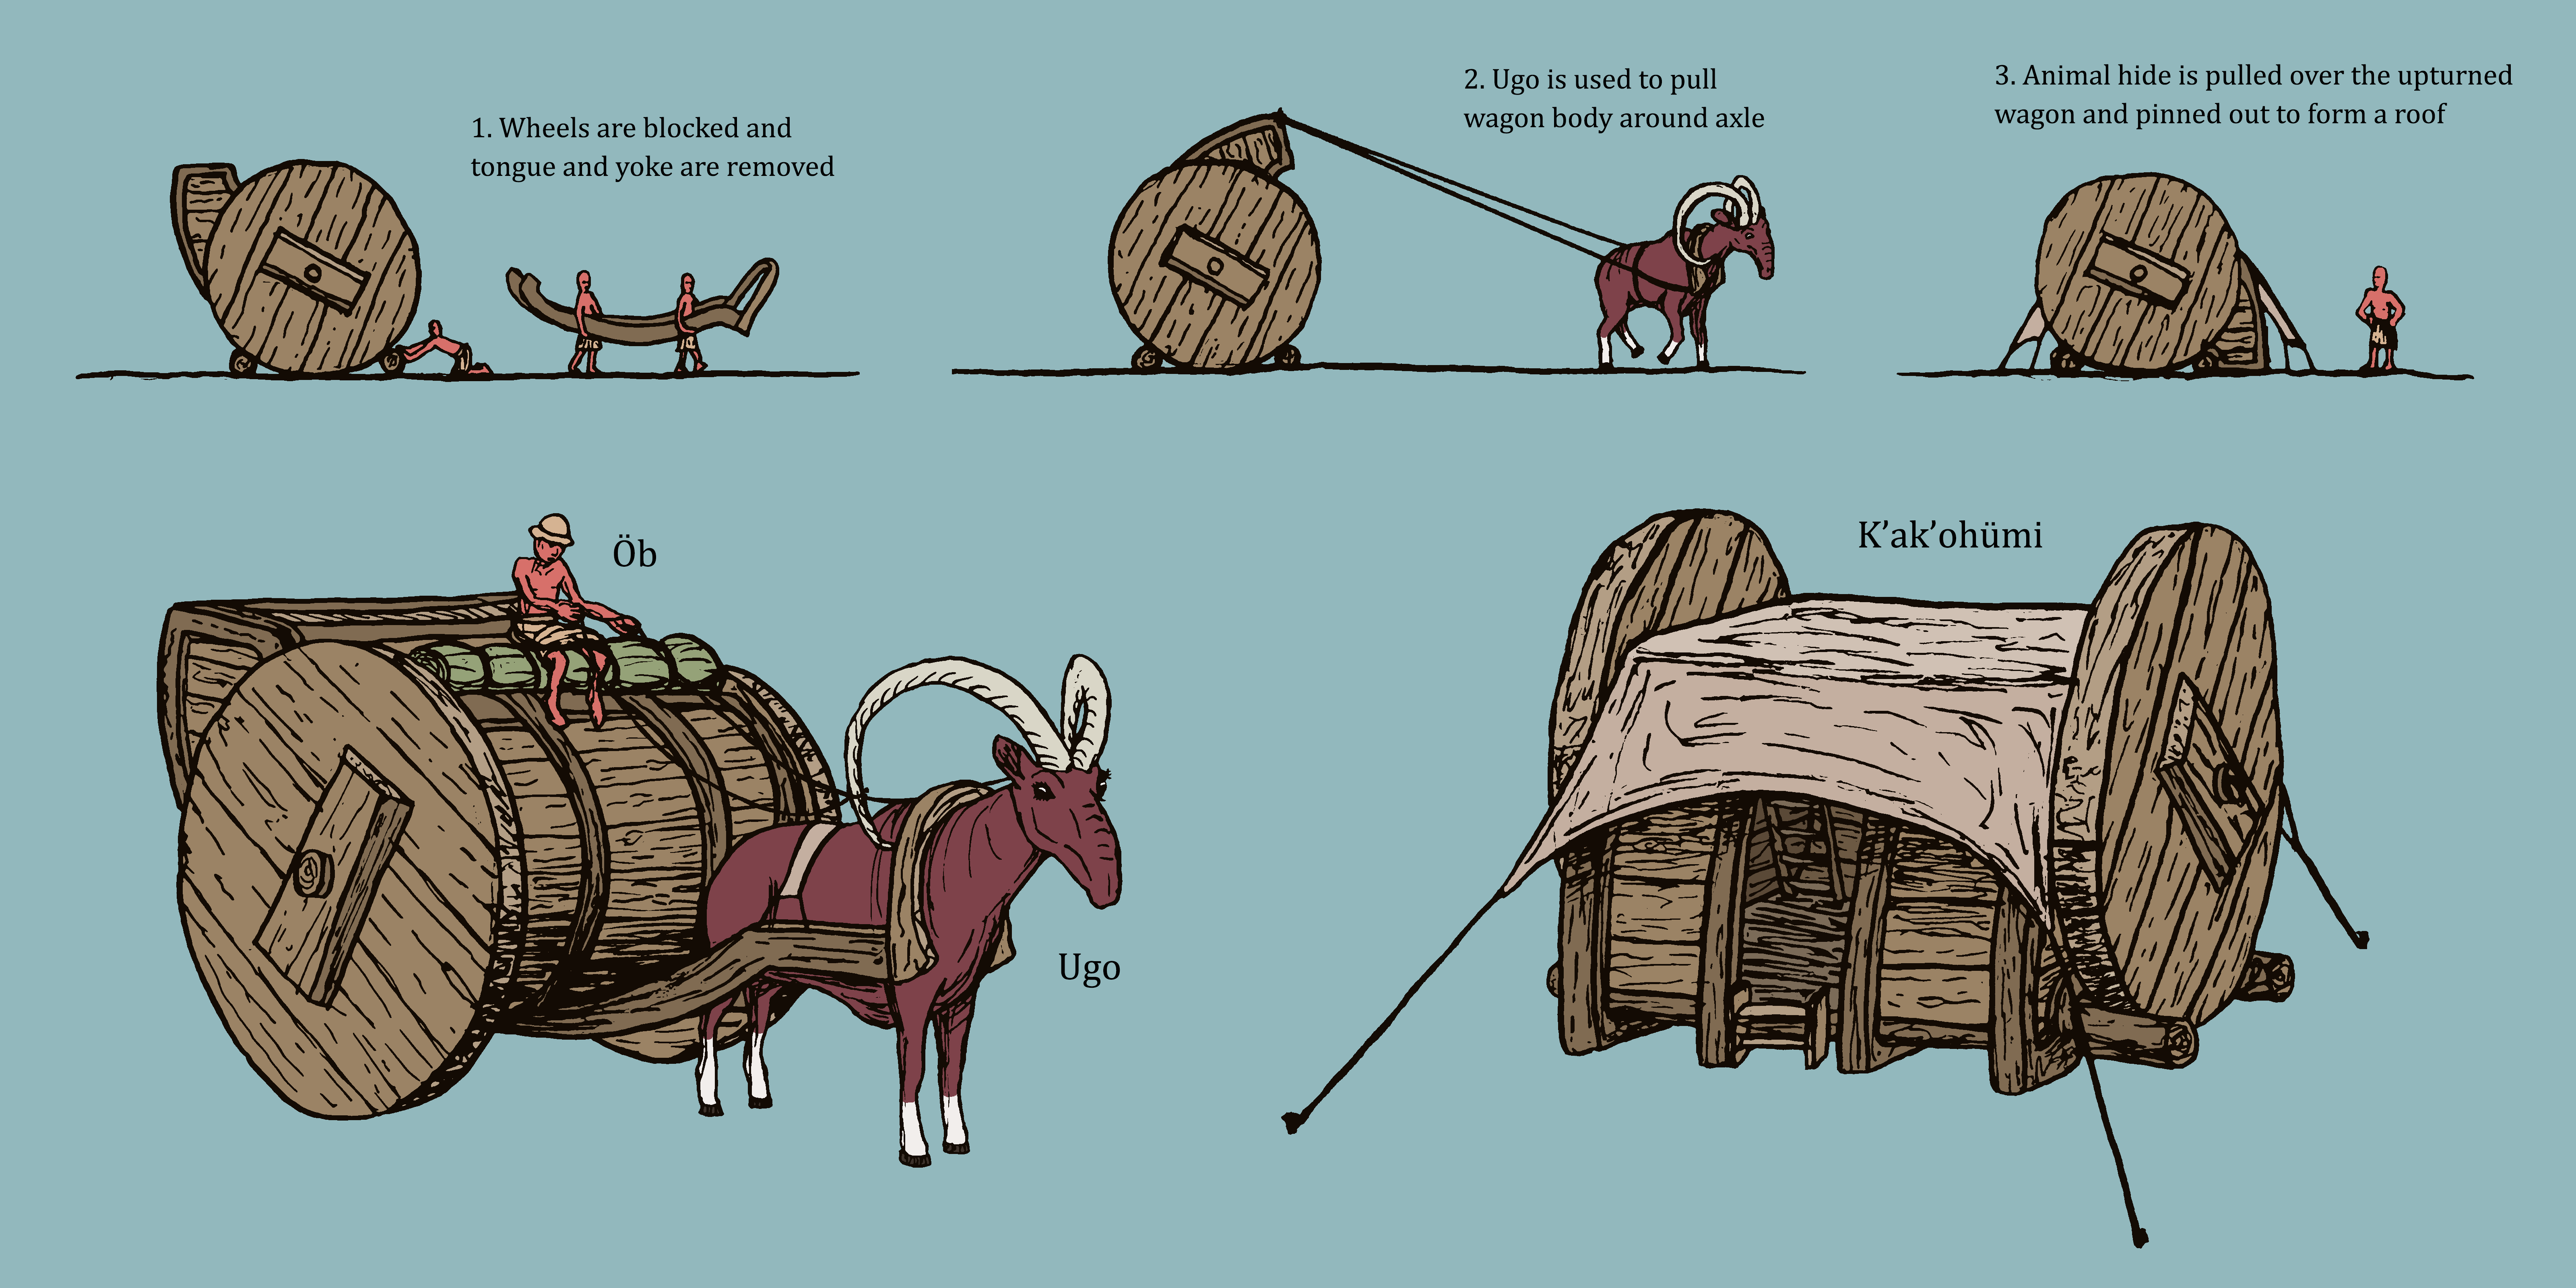 1. Wheels are blocked and
tongue and yoke are removed
2. Ugo is used to pull
wagon body around axle
3. Animal hide is pulled over the upturned
wagon and pinned out to form a roof
Öb
Ugo
K’ak’ohümi